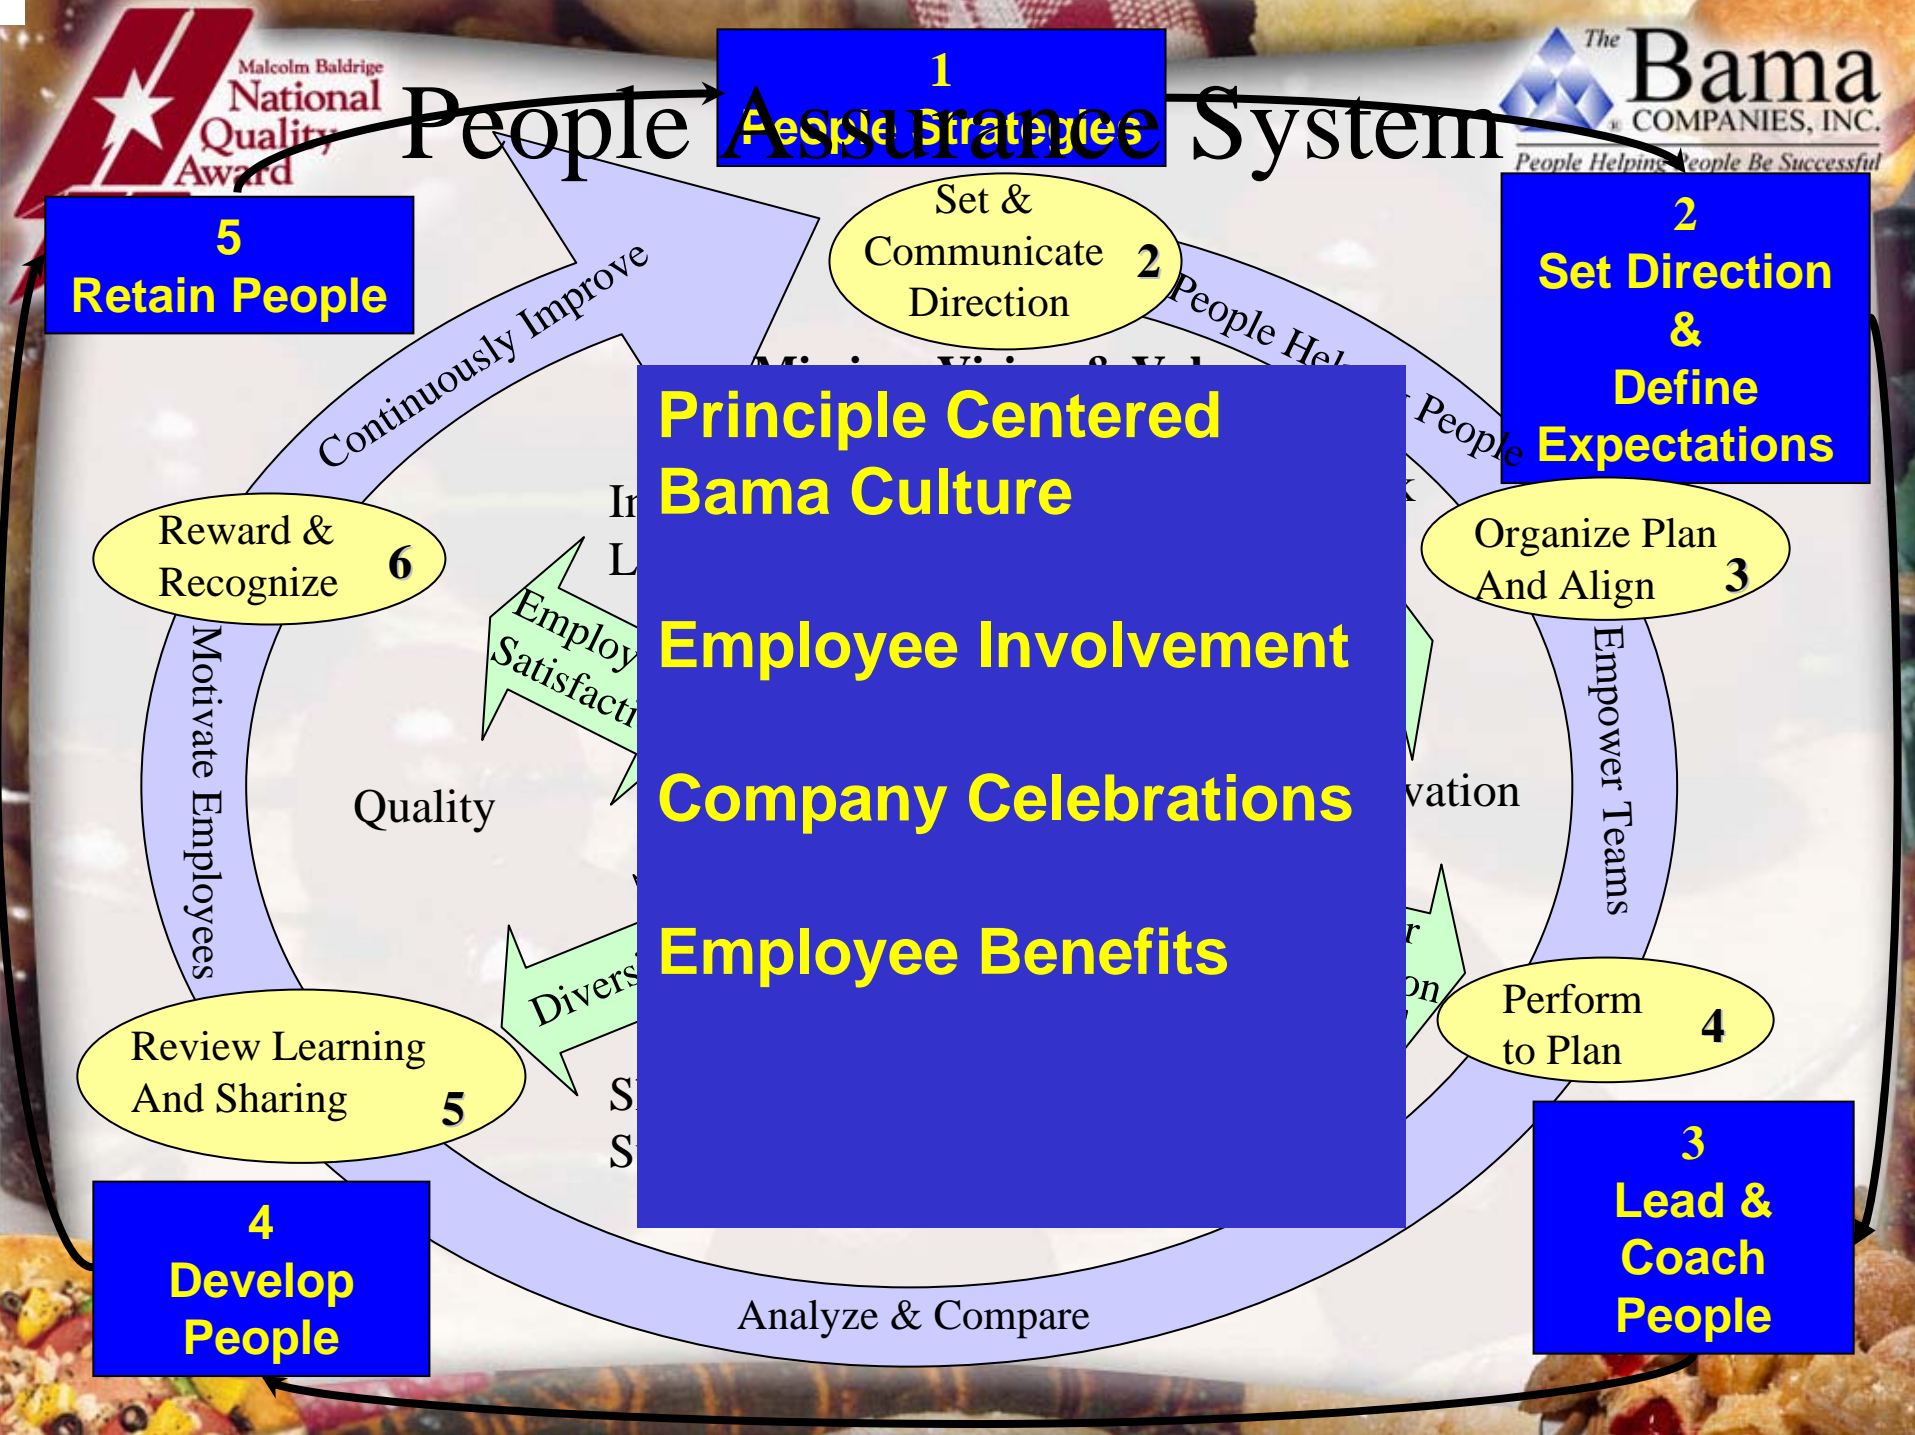 Malcolm Baldrige
National
Quality
Award
People Assurance System
The
Bama
COMPANIES, INC.
People Helping People Be Successful
1
People Strategies
2
Set Direction
&
Define
Expectations
3
Lead &
Coach
People
4
Develop
People
5
Retain People
Set &
Communicate
Direction
2
Organize Plan
And Align
3
Perform
to Plan
4
Review Learning
And Sharing
5
Reward &
Recognize
6
Continuously Improve
People
People
Empower Teams
Analyze & Compare
Motivate Employees
Quality
Principle Centered
Bama Culture
Employee Involvement
Company Celebrations
Employee Benefits